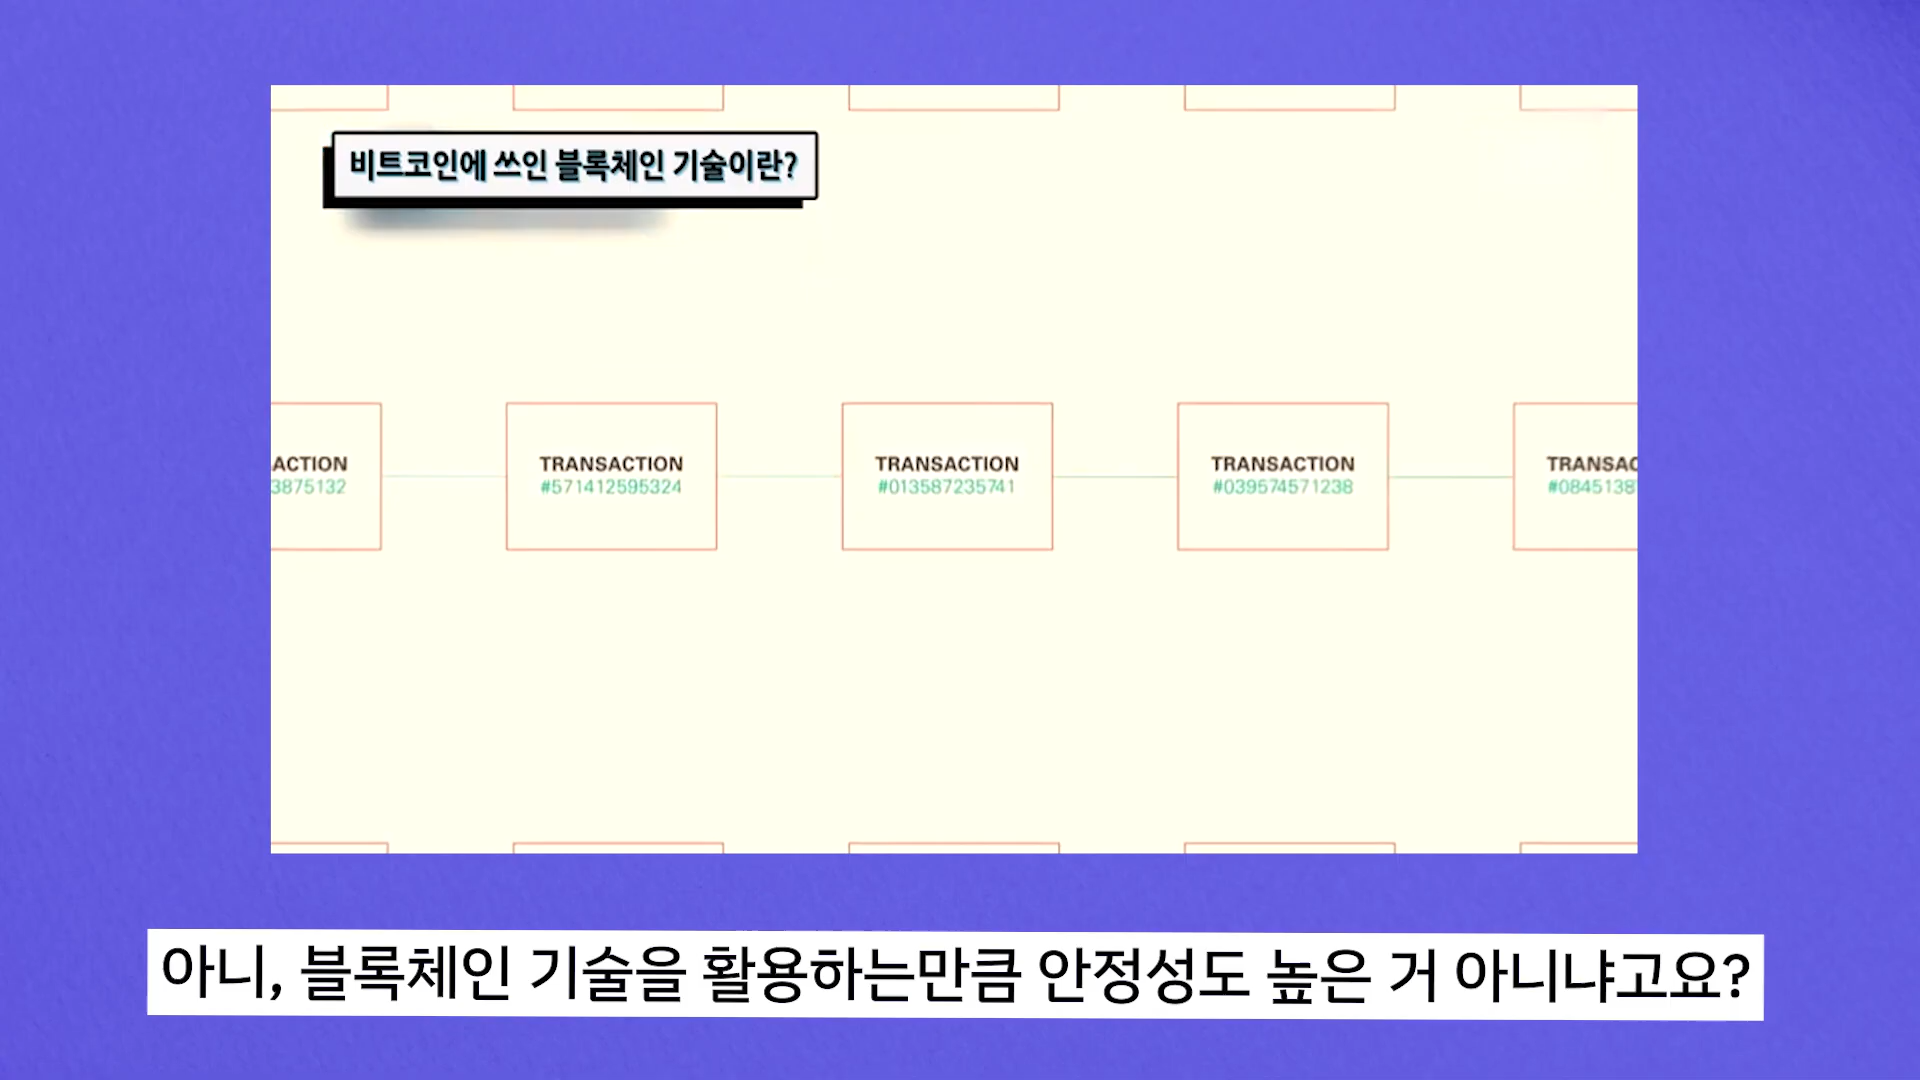 비트코인에 쓰인 블록체인 기술이란?
ACTION
3875132
TRANSACTION
#571412595324
TRANSACTION
#013587235741
TRANSACTION
#039574571238
TRANSAC
#0845138
아니, 블록체인 기술을 활용하는만큼 안정성도 높은 거 아니냐고요?